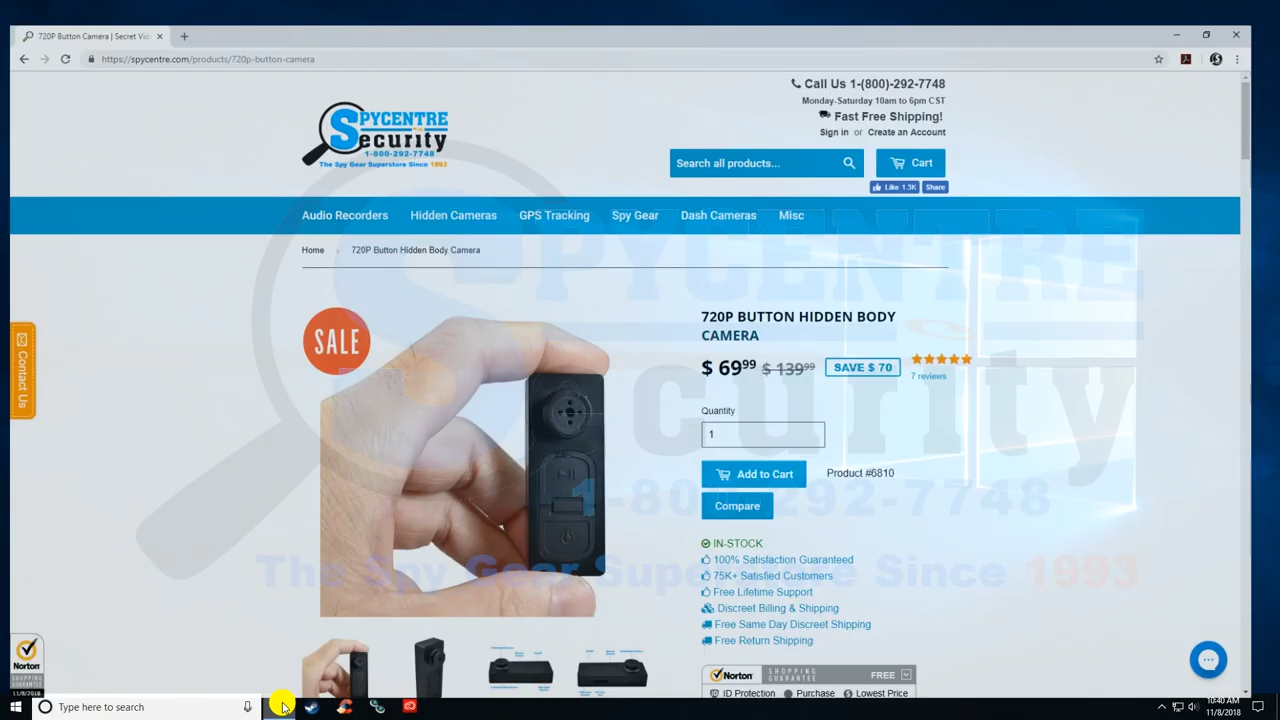 720P Button Camera | Secret Vid
https://spycentre.com/products/720p-button-camera
Call Us 1-(800)-292-7748
Monday-Saturday 10am to 6pm CST
Fast Free Shipping!
Sign in or Create an Account
SPYCENTRE
Security
1-800-292-7748
The Spy Gear Superstore Since 1993
Search all products...
Cart
Like 1.3K
Share
Audio Recorders
Hidden Cameras
GPS Tracking
Spy Gear
Dash Cameras
Misc
Home › 720P Button Hidden Body Camera
SPYCENTRE
Security
1-800-292-7748
The Spy Gear Superstore Since 1993
SALE
720P BUTTON HIDDEN BODY
CAMERA
$ 69⁹⁹ $ 139⁹⁹ SAVE $ 70
7 reviews
Contact Us
Quantity
1
Add to Cart
Product #6810
Compare
IN-STOCK
100% Satisfaction Guaranteed
75K+ Satisfied Customers
Free Lifetime Support
Discreet Billing & Shipping
Free Same Day Discreet Shipping
Free Return Shipping
Norton
SHOPPING
GUARANTEE
FREE
ID Protection
Purchase
Lowest Price
Norton
SHOPPING
GUARANTEE
11/8/2018
Type here to search
10:40 AM
11/8/2018